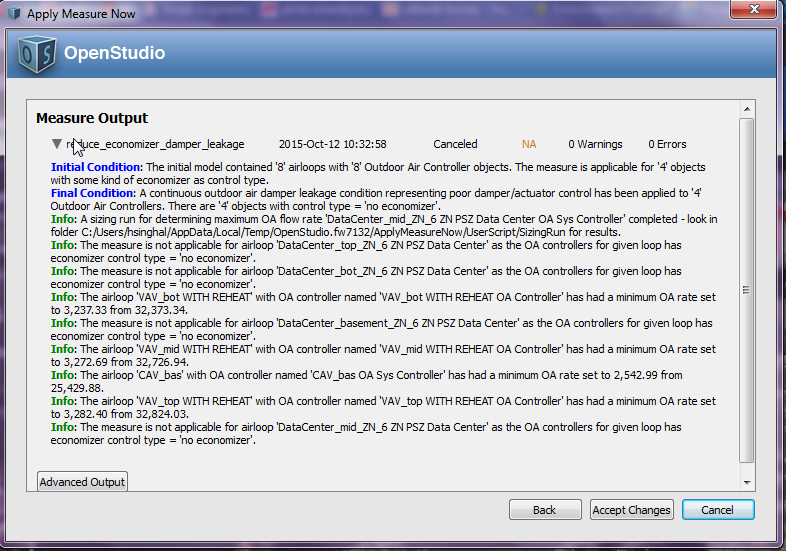 Apply Measure Now
OS OpenStudio
Measure Output
reduce_economizer_damper_leakage 2015-Oct-12 10:32:58 Canceled NA 0 Warnings 0 Errors
Initial Condition: The initial model contained '8' airloops with '8' Outdoor Air Controller objects. The measure is applicable for '4' objects
with some kind of economizer as control type.
Final Condition: A continuous outdoor air damper leakage condition representing poor damper/actuator control has been applied to '4'
Outdoor Air Controllers. There are '4' objects with control type = 'no economizer'.
Info: A sizing run for determining maximum OA flow rate 'DataCenter_mid_ZN_6 ZN PSZ Data Center OA Sys Controller' completed - look in
folder C:/Users/hsinghal/AppData/Local/Temp/OpenStudio.fw7132/ApplyMeasureNow/UserScript/SizingRun for results.
Info: The measure is not applicable for airloop 'DataCenter_top_ZN_6 ZN PSZ Data Center' as the OA controllers for given loop has
economizer control type = 'no economizer'.
Info: The measure is not applicable for airloop 'DataCenter_bot_ZN_6 ZN PSZ Data Center' as the OA controllers for given loop has
economizer control type = 'no economizer'.
Info: The airloop 'VAV_bot WITH REHEAT' with OA controller named 'VAV_bot WITH REHEAT OA Controller' has had a minimum OA rate set
to 3,237.33 from 32,373.34.
Info: The measure is not applicable for airloop 'DataCenter_basement_ZN_6 ZN PSZ Data Center' as the OA controllers for given loop has
economizer control type = 'no economizer'.
Info: The airloop 'VAV_mid WITH REHEAT' with OA controller named 'VAV_mid WITH REHEAT OA Controller' has had a minimum OA rate set
to 3,272.69 from 32,726.94.
Info: The airloop 'CAV_bas' with OA controller named 'CAV_bas OA Sys Controller' has had a minimum OA rate set to 2,542.99 from
25,429.88.
Info: The airloop 'VAV_top WITH REHEAT' with OA controller named 'VAV_top WITH REHEAT OA Controller' has had a minimum OA rate set
to 3,282.40 from 32,824.03.
Info: The measure is not applicable for airloop 'DataCenter_mid_ZN_6 ZN PSZ Data Center' as the OA controllers for given loop has
economizer control type = 'no economizer'.
Advanced Output
Back Accept Changes Cancel